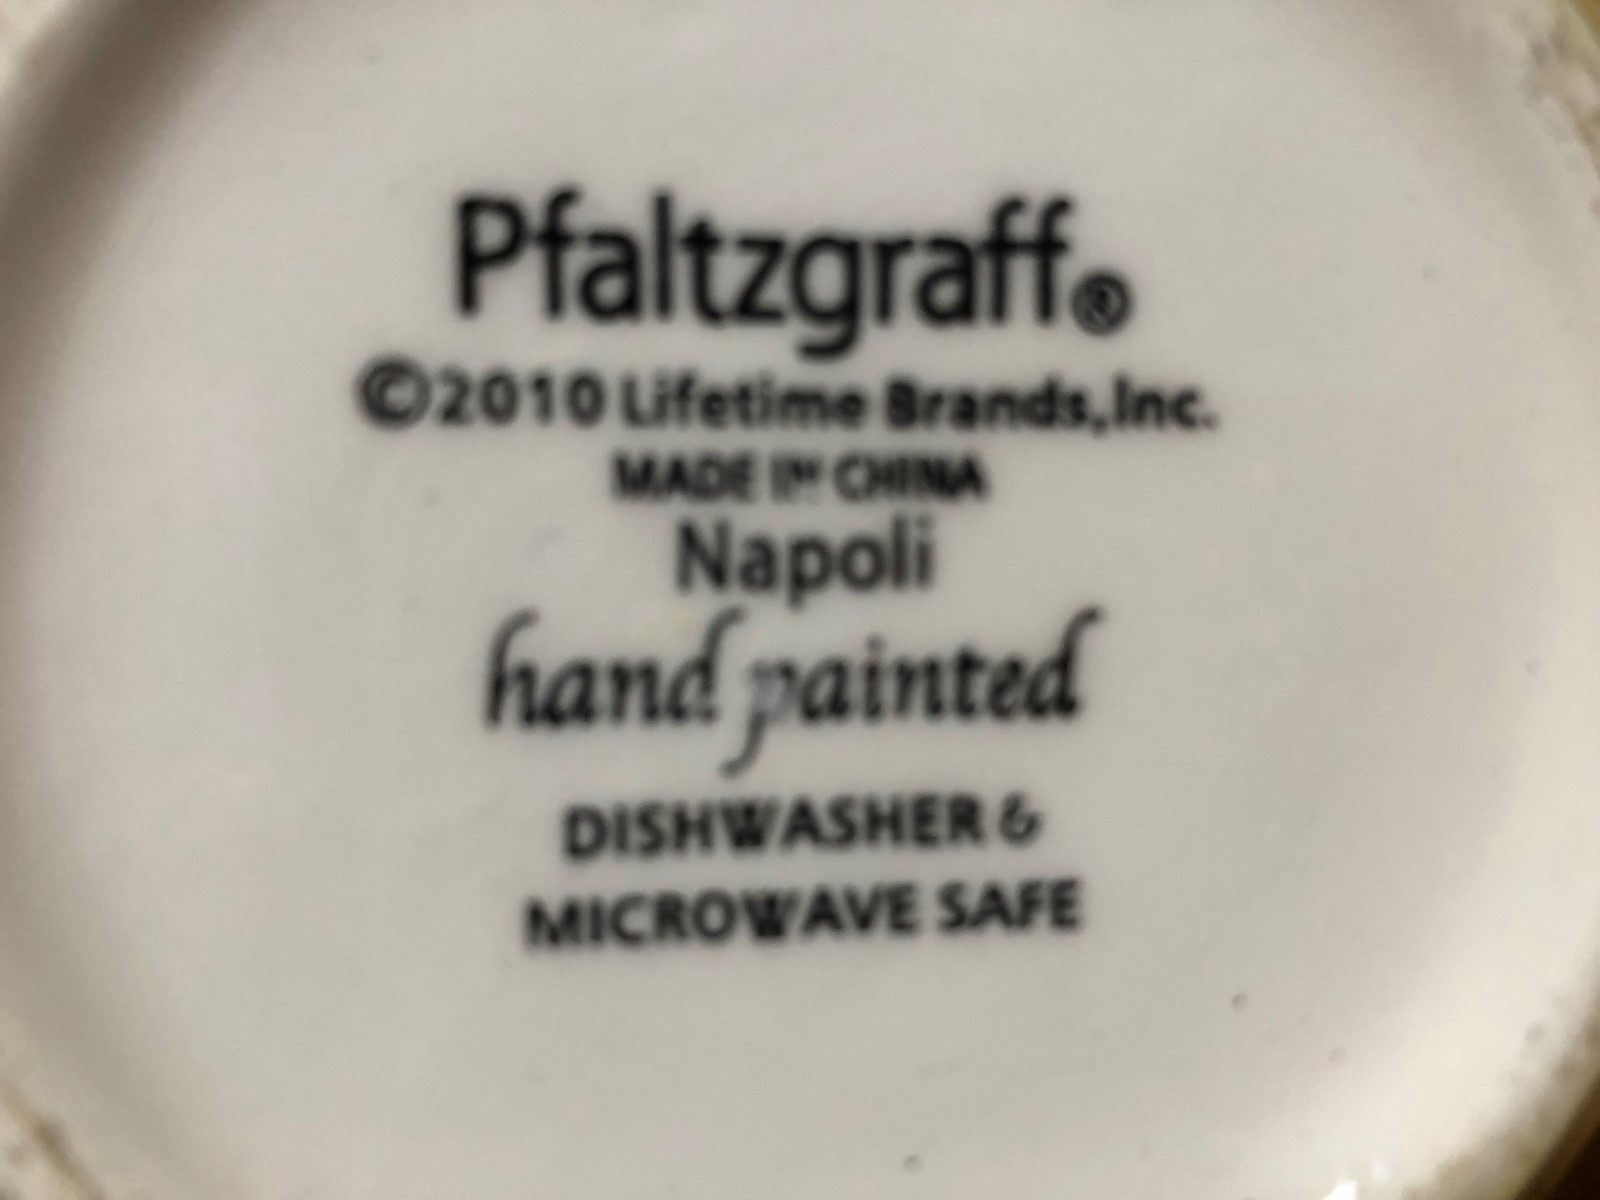 Pfaltzgraff®
©2010 Lifetime Brands,Inc.
MADE IN CHINA
Napoli
hand painted
DISHWASHER &
MICROWAVE SAFE